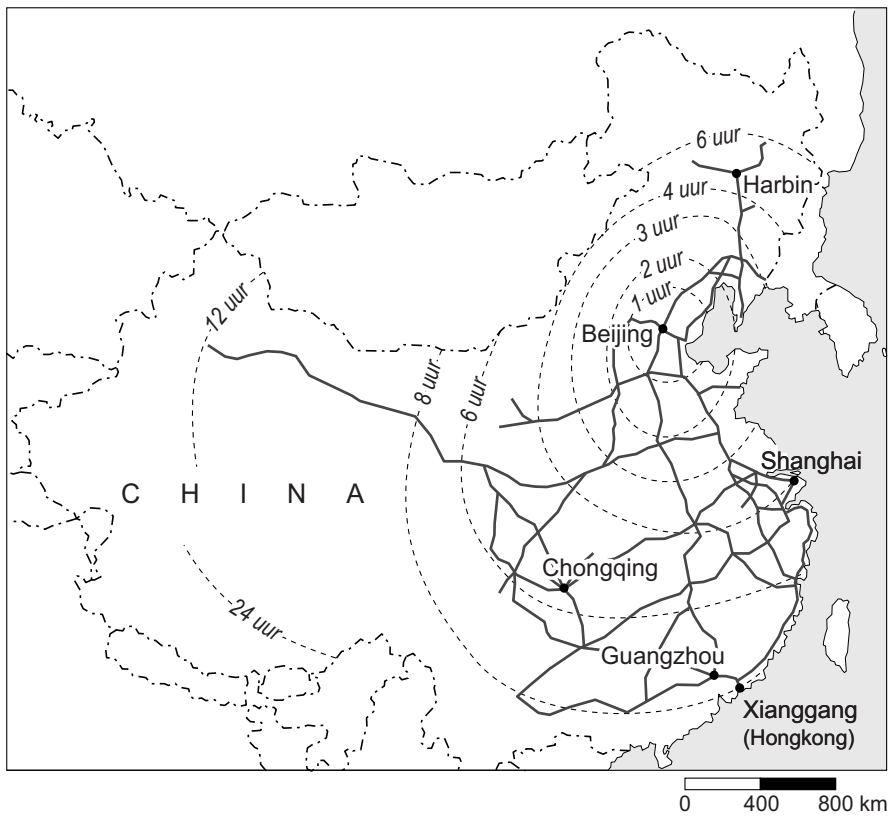 6 uur
Harbin
4 uur
3 uur
2 uur
1 uur
12 uur
Beijing
8 uur
6 uur
Shanghai
C H I N A
Chongqing
24 uur
Guangzhou
Xianggang
(Hongkong)
0 400 800 km